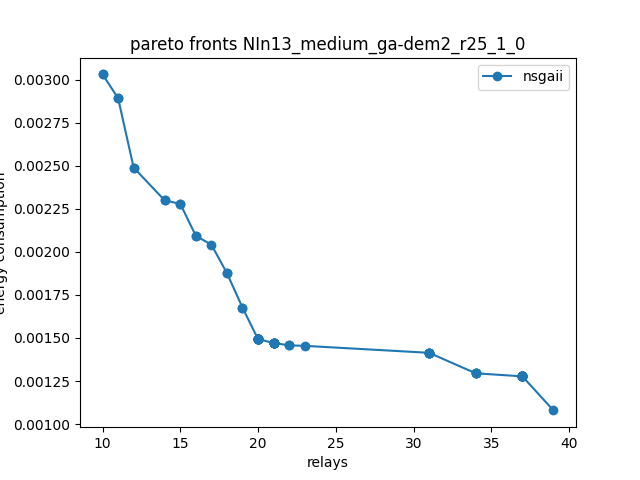 pareto fronts NIn13_medium_ga-dem2_r25_1_0
nsgaii
0.00300
0.00275
0.00250
0.00225
0.00200
0.00175
0.00150
0.00125
0.00100
energy consumption
10 15 20 25 30 35 40
relays